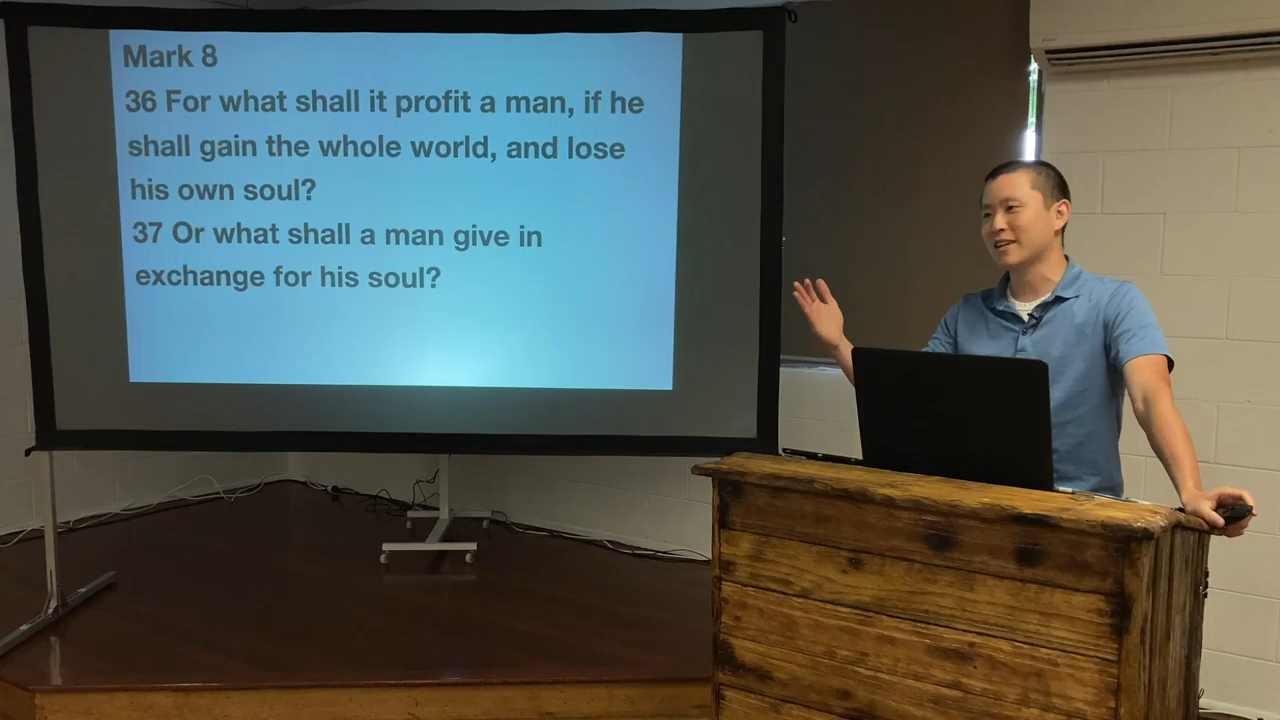 Mark 8
36 For what shall it profit a man, if he
shall gain the whole world, and lose
his own soul?
37 Or what shall a man give in
exchange for his soul?